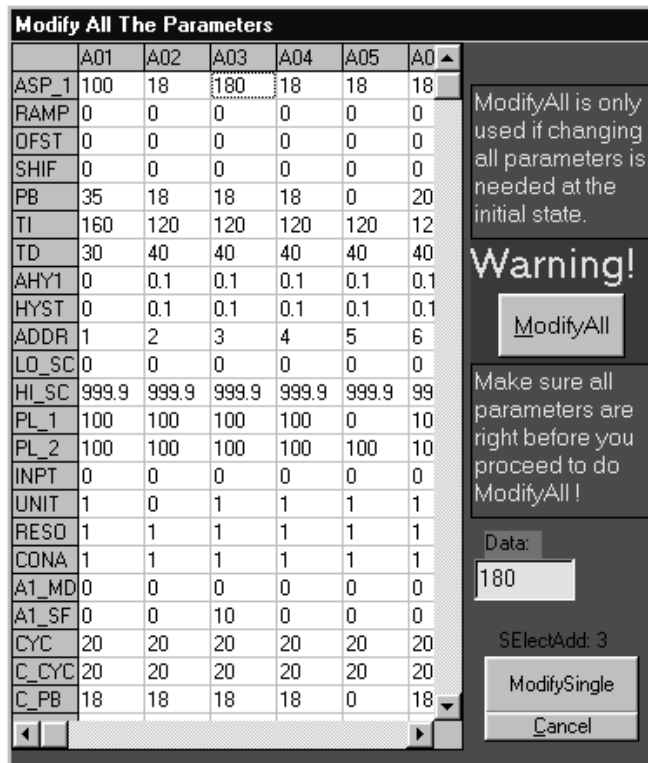 Modify All The Parameters
A01 A02 A03 A04 A05 A0
ASP_1 100 18 180 18 18 18
RAMP 0 0 0 0 0 0
OFST 0 0 0 0 0 0
SHIF 0 0 0 0 0 0
PB 35 18 18 18 0 20
TI 160 120 120 120 120 12
TD 30 40 40 40 40 40
AHY1 0 0.1 0.1 0.1 0.1 0.1
HYST 0 0.1 0.1 0.1 0.1 0.1
ADDR 1 2 3 4 5 6
LO_SC 0 0 0 0 0 0
HI_SC 999.9 999.9 999.9 999.9 999.9 99
PL_1 100 100 100 100 0 10
PL_2 100 100 100 100 100 10
INPT 0 0 0 0 0 0
UNIT 1 0 1 1 1 1
RESO 1 1 1 1 1 1
CONA 1 1 1 1 1 1
A1_MD 0 0 0 0 0 0
A1_SF 0 0 10 0 0 0
CYC 20 20 20 20 20 20
C_CYC 20 20 20 20 20 20
C_PB 18 18 18 18 0 18
ModifyAll is only
used if changing
all parameters is
needed at the
initial state.
Warning!
ModifyAll
Make sure all
parameters are
right before you
proceed to do
ModifyAll !
Data:
180
SElectAdd: 3
ModifySingle
Cancel